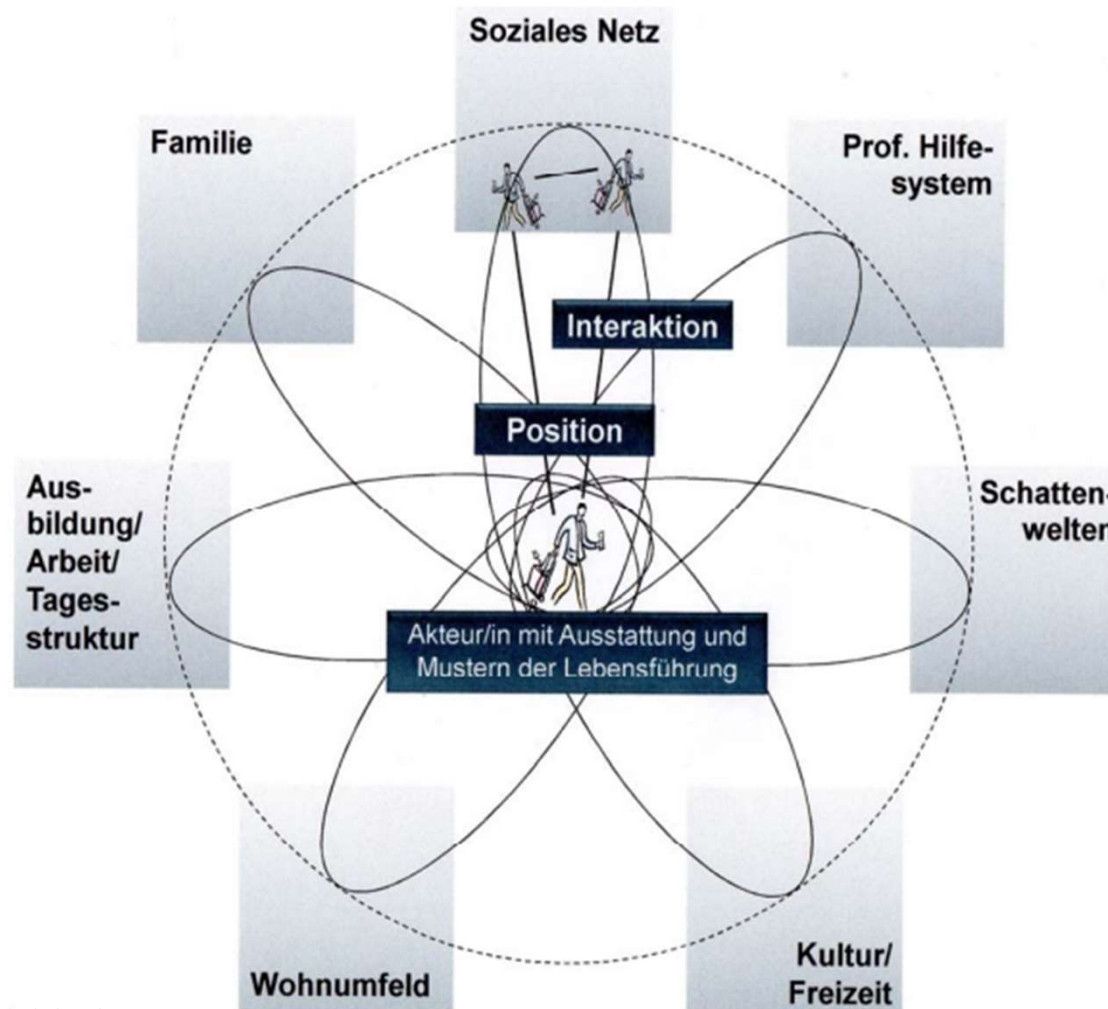 Soziales Netz
Familie
Prof. Hilfe-
system
Interaktion
Position
Aus-
bildung/
Arbeit/
Tages-
struktur
Schatten-
welten
Akteur/in mit Ausstattung und
Mustern der Lebensführung
Wohnumfeld
Kultur/
Freizeit